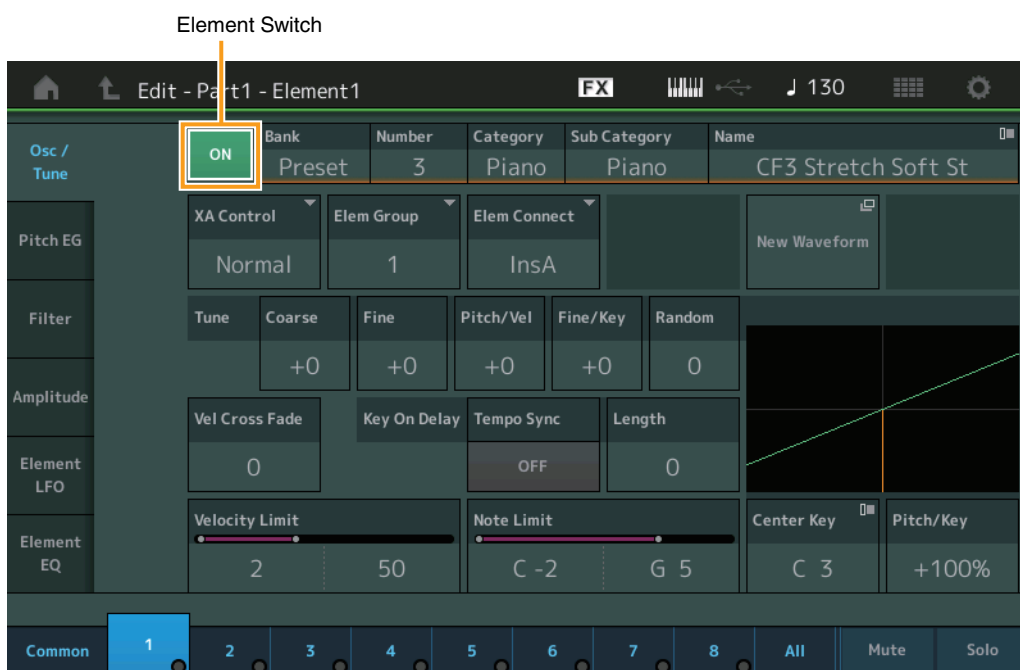 Element Switch
Edit - Part1 - Element1
FX
♩ 130
Osc / Tune
ON
Bank
Preset
Number
3
Category
Piano
Sub Category
Piano
Name
CF3 Stretch Soft St
Pitch EG
XA Control
Normal
Elem Group
1
Elem Connect
InsA
New Waveform
Filter
Tune
Coarse
+0
Fine
+0
Pitch/Vel
+0
Fine/Key
+0
Random
0
Amplitude
Vel Cross Fade
0
Key On Delay
Tempo Sync
OFF
Length
0
Element LFO
Element EQ
Velocity Limit
2 50
Note Limit
C -2 G 5
Center Key
C 3
Pitch/Key
+100%
Common 1 2 3 4 5 6 7 8 All Mute Solo